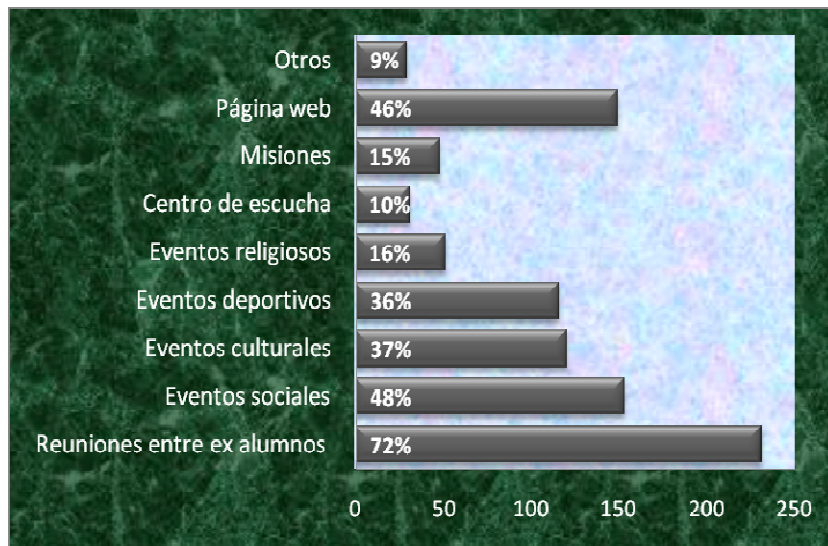 Otros 9%
Página web 46%
Misiones 15%
Centro de escucha 10%
Eventos religiosos 16%
Eventos deportivos 36%
Eventos culturales 37%
Eventos sociales 48%
Reuniones entre ex alumnos 72%
0 50 100 150 200 250